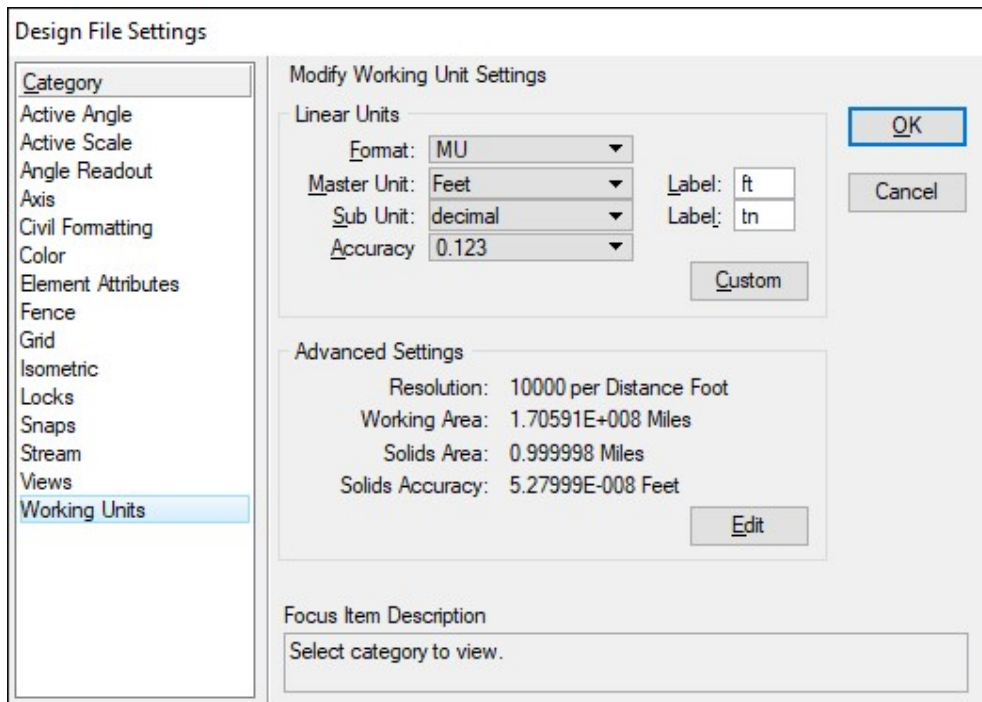 Design File Settings
Category
Active Angle
Active Scale
Angle Readout
Axis
Civil Formatting
Color
Element Attributes
Fence
Grid
Isometric
Locks
Snaps
Stream
Views
Working Units
Modify Working Unit Settings
Linear Units
Format: MU
Master Unit: Feet Label: ft
Sub Unit: decimal Label: tn
Accuracy 0.123
Custom
Advanced Settings
Resolution: 10000 per Distance Foot
Working Area: 1.70591E+008 Miles
Solids Area: 0.999998 Miles
Solids Accuracy: 5.27999E-008 Feet
Edit
Focus Item Description
Select category to view.
OK
Cancel